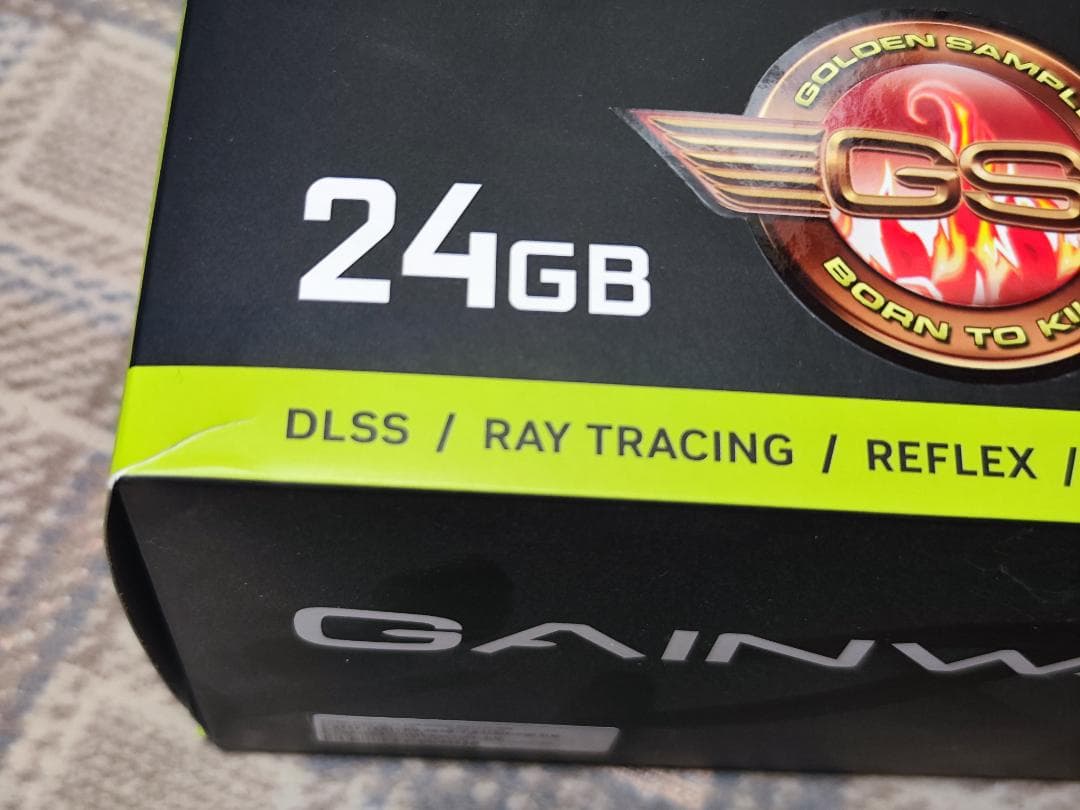 GOLDEN SAMPL
GS
BORN TO KI
24GB
DLSS / RAY TRACING / REFLEX /
GAINW